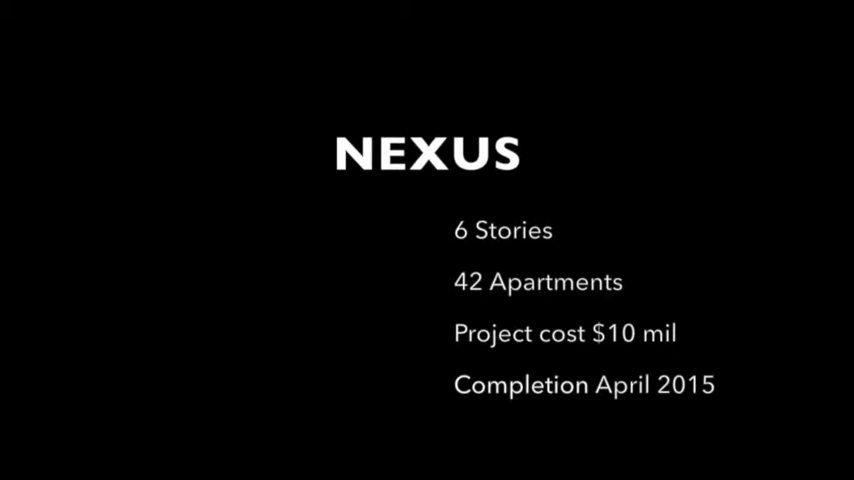 NEXUS
6 Stories
42 Apartments
Project cost $10 mil
Completion April 2015